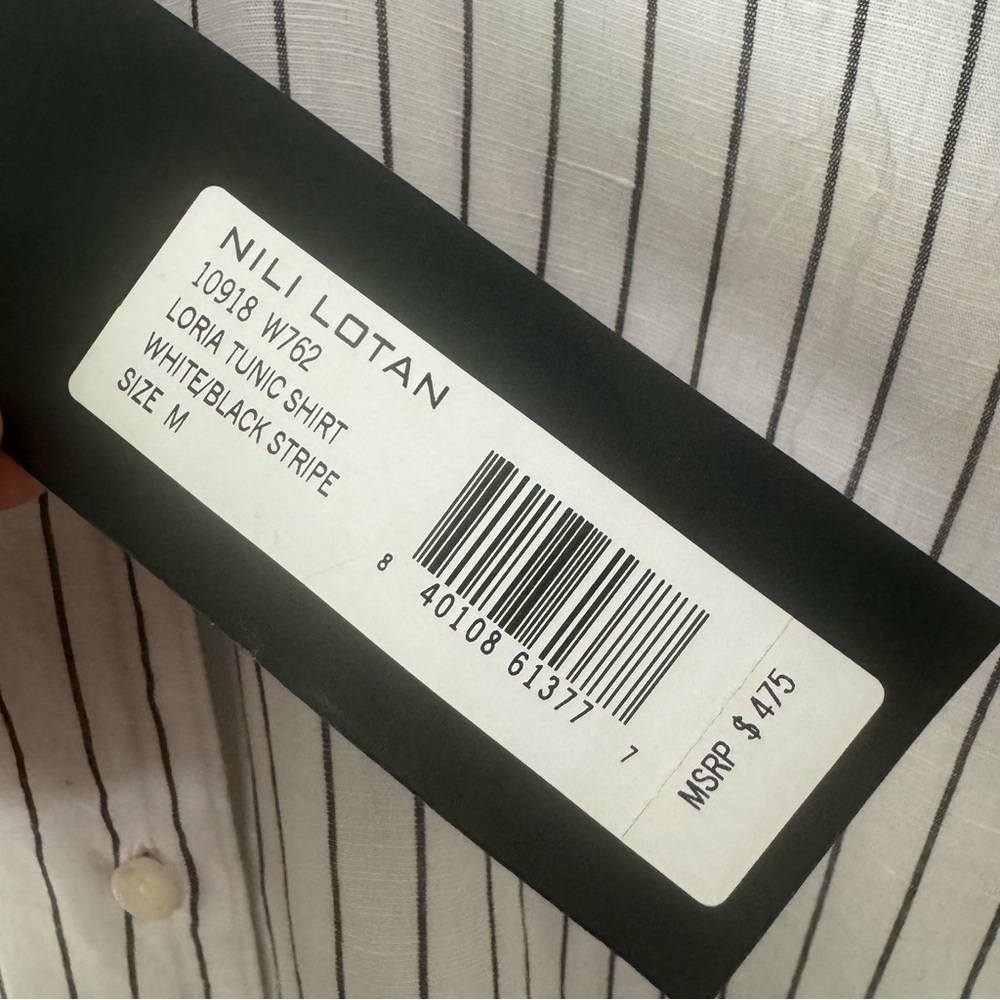 NILI LOTAN
10918 W762
LORIA TUNIC SHIRT
WHITE/BLACK STRIPE
SIZE M
8 40108 61377 7
MSRP $ 475